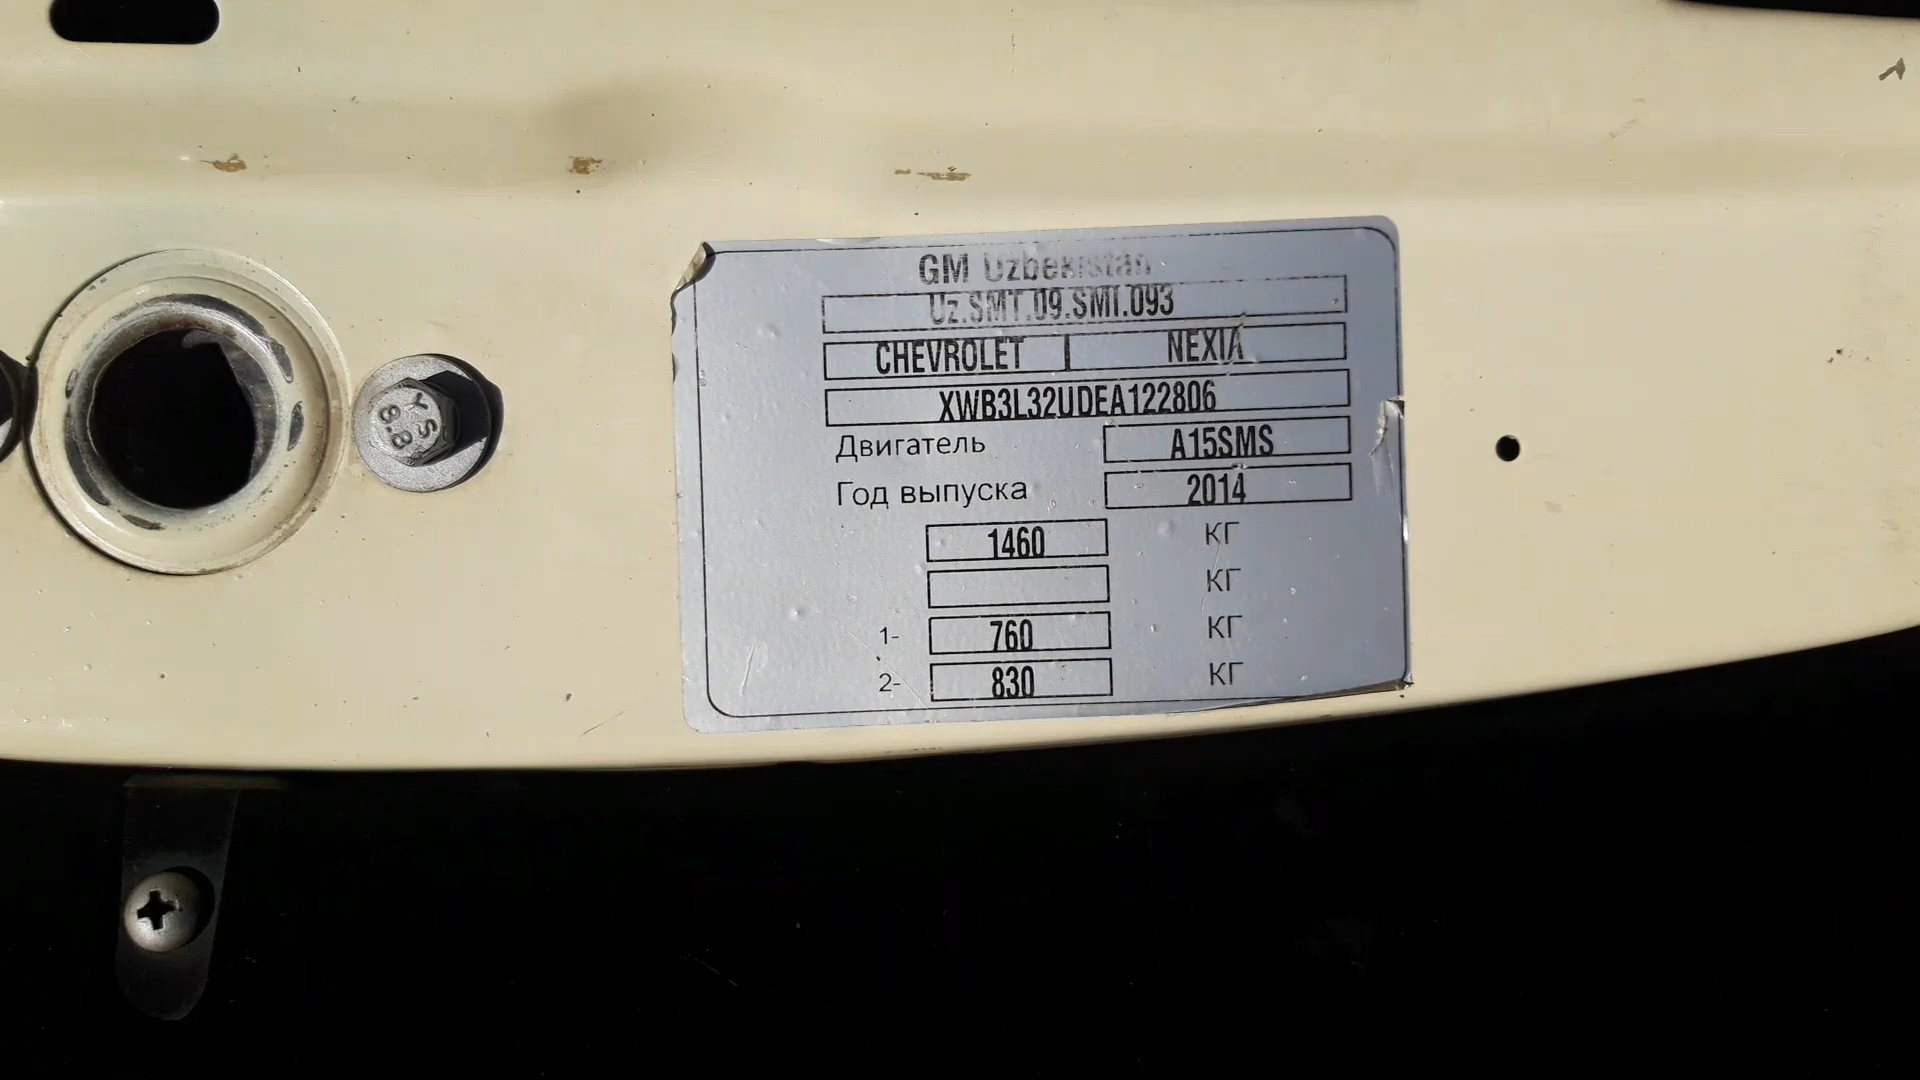 GM Uzbekistan
Uz.SMT.09.SMI.093
CHEVROLET NEXIA
XWB3L32UDEA122806
Двигатель A15SMS
Год выпуска 2014
1460 КГ
КГ
1- 760 КГ
2- 830 КГ
YS
8.8